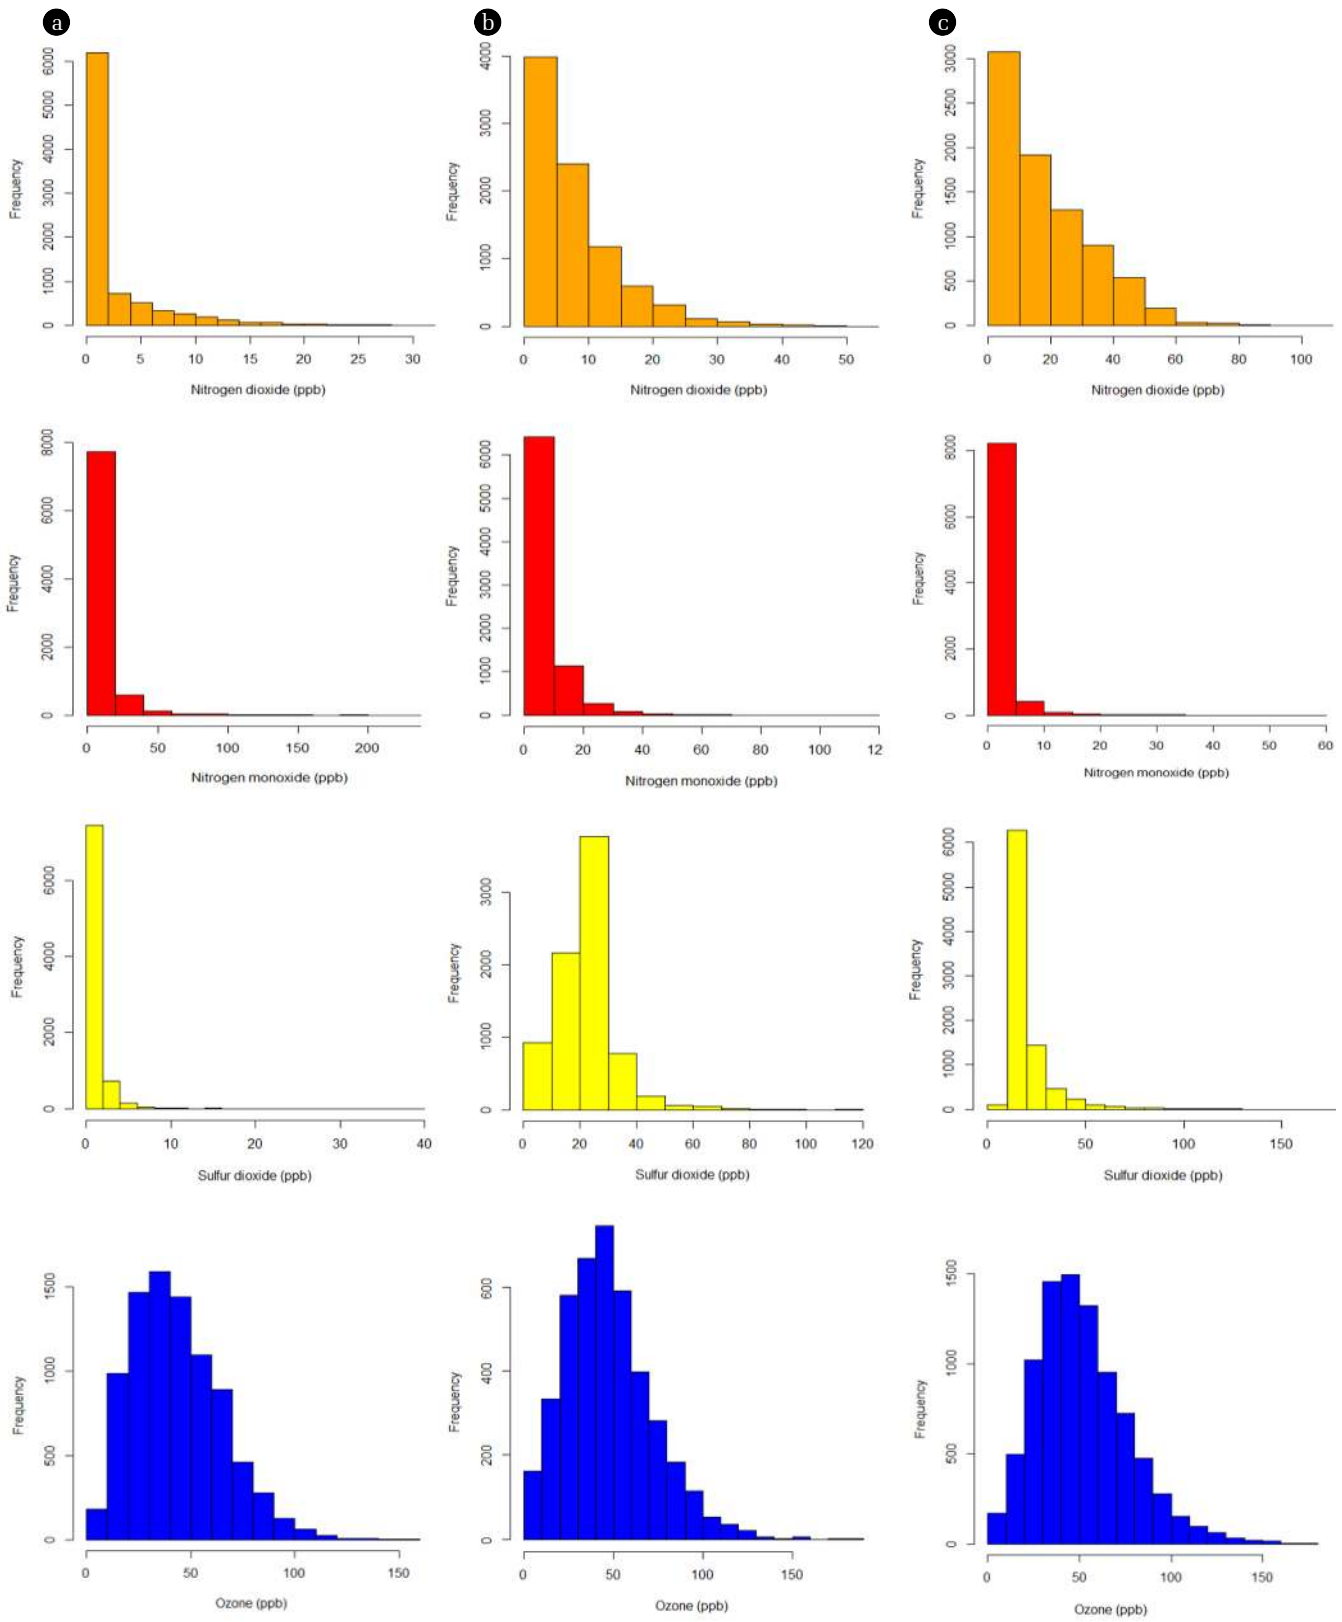 a b c
Frequency
0 1000 2000 3000 4000 5000 6000
0 5 10 15 20 25 30
Nitrogen dioxide (ppb)
Frequency
0 1000 2000 3000 4000
0 10 20 30 40 50
Nitrogen dioxide (ppb)
Frequency
0 500 1000 1500 2000 2500 3000
0 20 40 60 80 100
Nitrogen dioxide (ppb)
Frequency
0 2000 4000 6000 8000
0 50 100 150 200
Nitrogen monoxide (ppb)
Frequency
0 1000 2000 3000 4000 5000 6000
0 20 40 60 80 100 12
Nitrogen monoxide (ppb)
Frequency
0 2000 4000 6000 8000
0 10 20 30 40 50 60
Nitrogen monoxide (ppb)
Frequency
0 2000 4000 6000
0 10 20 30 40
Sulfur dioxide (ppb)
Frequency
0 1000 2000 3000
0 20 40 60 80 100 120
Sulfur dioxide (ppb)
Frequency
0 1000 2000 3000 4000 5000 6000
0 50 100 150
Sulfur dioxide (ppb)
Frequency
0 500 1000 1500
0 50 100 150
Ozone (ppb)
Frequency
0 200 400 600
0 50 100 150
Ozone (ppb)
Frequency
0 500 1000 1500
0 50 100 150
Ozone (ppb)